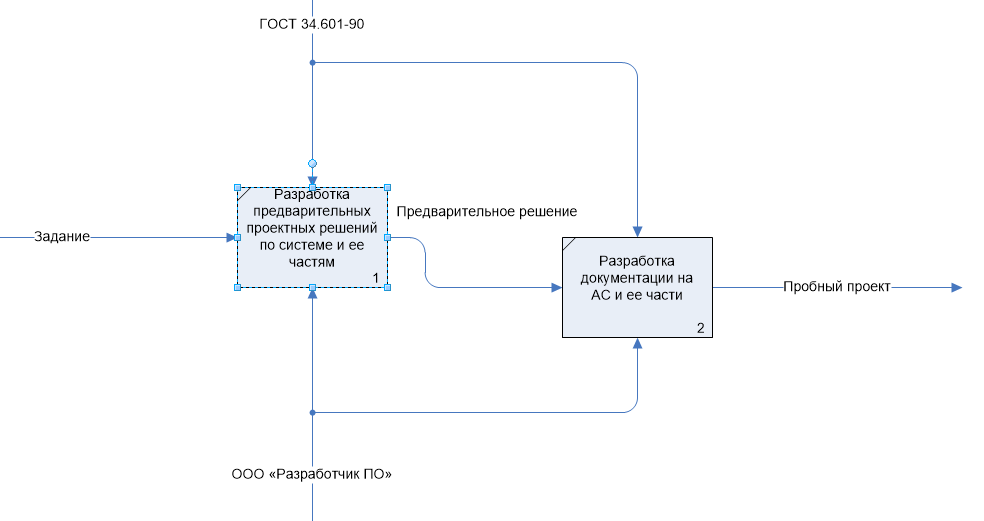 ГОСТ 34.601-90
Задание
Разработка
предварительных
проектных решений
по системе и ее
частям
1
Предварительное решение
Разработка
документации на
АС и ее части
2
Пробный проект
ООО «Разработчик ПО»